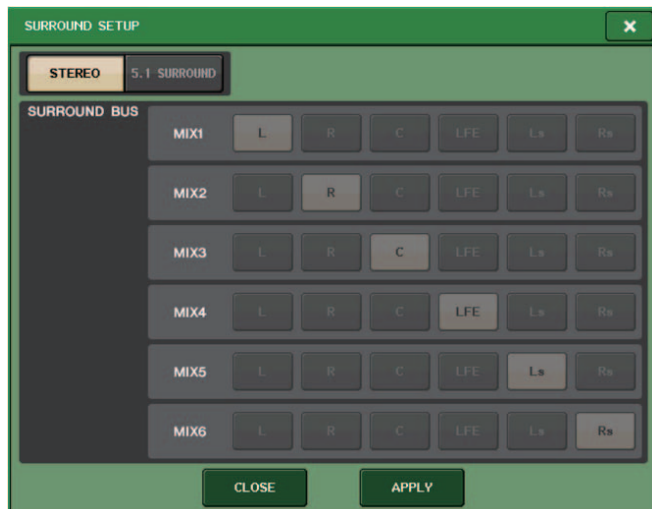 SURROUND SETUP
STEREO 5.1 SURROUND
SURROUND BUS
MIX1 L R C LFE Ls Rs
MIX2 L R C LFE Ls Rs
MIX3 L R C LFE Ls Rs
MIX4 L R C LFE Ls Rs
MIX5 L R C LFE Ls Rs
MIX6 L R C LFE Ls Rs
CLOSE APPLY